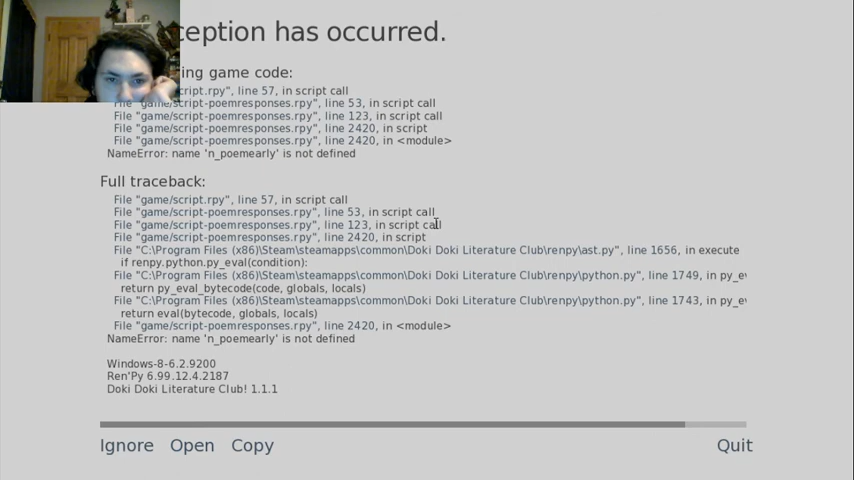 ception has occurred.
ing game code:
cript.rpy", line 57, in script call
File "game/script-poemresponses.rpy", line 53, in script call
File "game/script-poemresponses.rpy", line 123, in script call
File "game/script-poemresponses.rpy", line 2420, in script
File "game/script-poemresponses.rpy", line 2420, in <module>
NameError: name 'n_poemearly' is not defined
Full traceback:
File "game/script.rpy", line 57, in script call
File "game/script-poemresponses.rpy", line 53, in script call
File "game/script-poemresponses.rpy", line 123, in script call
File "game/script-poemresponses.rpy", line 2420, in script
File "C:\Program Files (x86)\Steam\steamapps\common\Doki Doki Literature Club\renpy\ast.py", line 1656, in execute
if renpy.python.py_eval(condition):
File "C:\Program Files (x86)\Steam\steamapps\common\Doki Doki Literature Club\renpy\python.py", line 1749, in py_ev
return py_eval_bytecode(code, globals, locals)
File "C:\Program Files (x86)\Steam\steamapps\common\Doki Doki Literature Club\renpy\python.py", line 1743, in py_ev
return eval(bytecode, globals, locals)
File "game/script-poemresponses.rpy", line 2420, in <module>
NameError: name 'n_poemearly' is not defined
Windows-8-6.2.9200
Ren'Py 6.99.12.4.2187
Doki Doki Literature Club! 1.1.1
Ignore Open Copy Quit